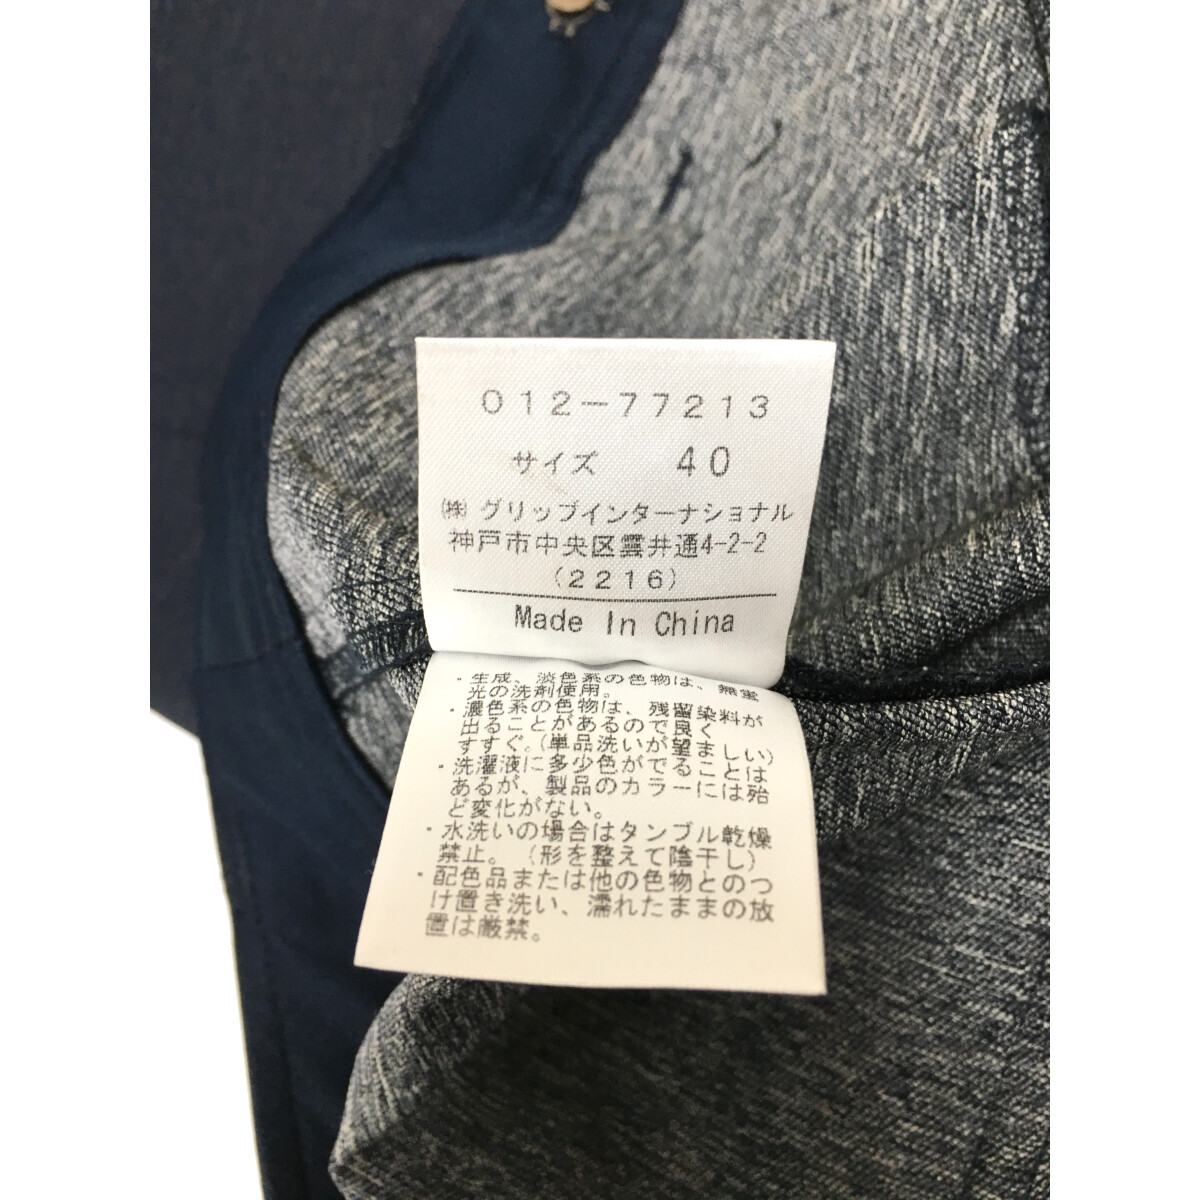 012-77213
サイズ 40
㈱ グリップインターナショナル
神戸市中央区雲井通4-2-2
(2216)
Made In China
・生成、淡色系の色物は、無蛍
光の洗剤使用。
・濃色系の色物は、残留染料が
出ることがあるので良く
すすぐ。(単品洗いが望ましい)
・洗濯液に多少色がでることは
あるが、製品のカラーには殆
ど変化がない。
・水洗いの場合はタンブル乾燥
禁止。(形を整えて陰干し)
・配色品または他の色物とのつ
け置き洗い、濡れたままの放
置は厳禁。